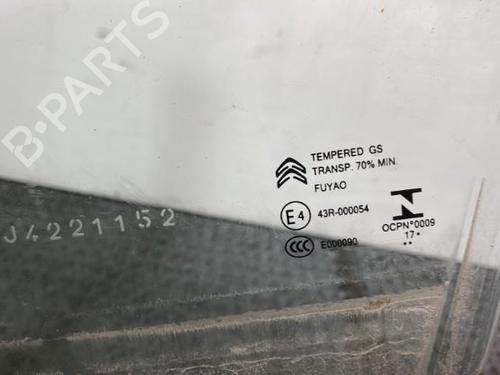 B-PARTS
TEMPERED GS
TRANSP. 70% MIN.
FUYAO
E4 43R-000054
CCC E000090
OCPN°0009
17•
••
J4221152